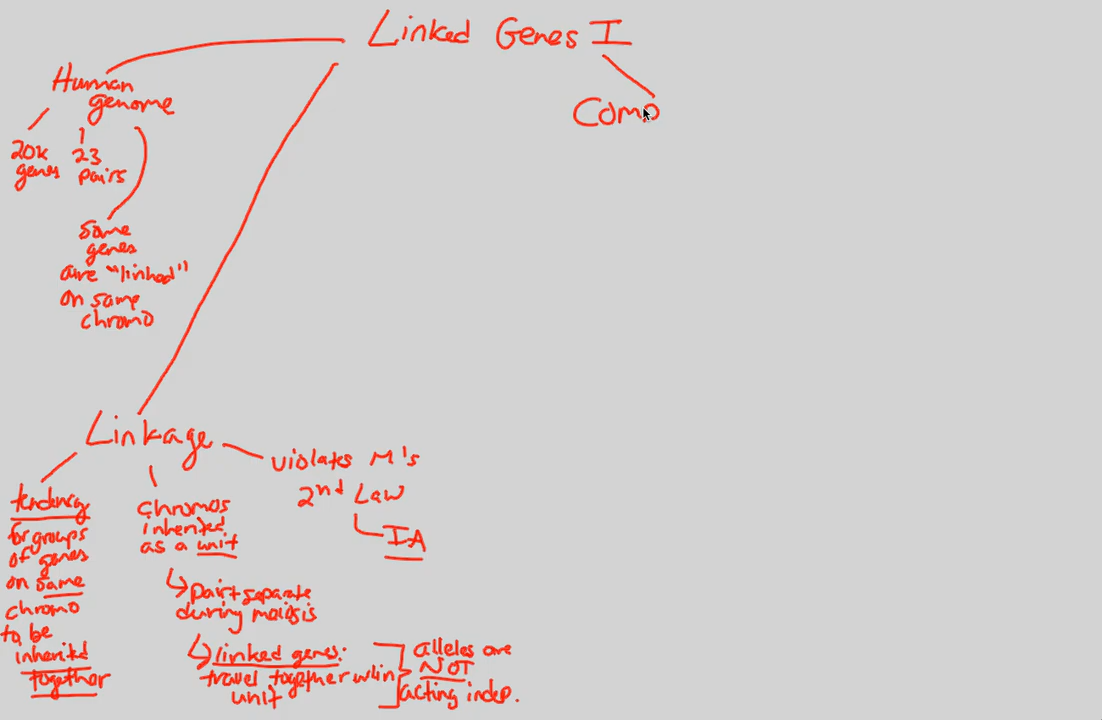 Linked Genes I
Human
genome
20k
genes
23
pairs
Some
genes
are "linked"
on same
chromo
Como
Linkage
tendency
for groups
of genes
on same
chromo
to be
inherited
together
chromos
inherited
as a unit
↳ pairs separate
during meiosis
↳ linked genes:
travel together w/in
unit
alleles are
NOT
acting indep.
violates M's
2nd Law
IA